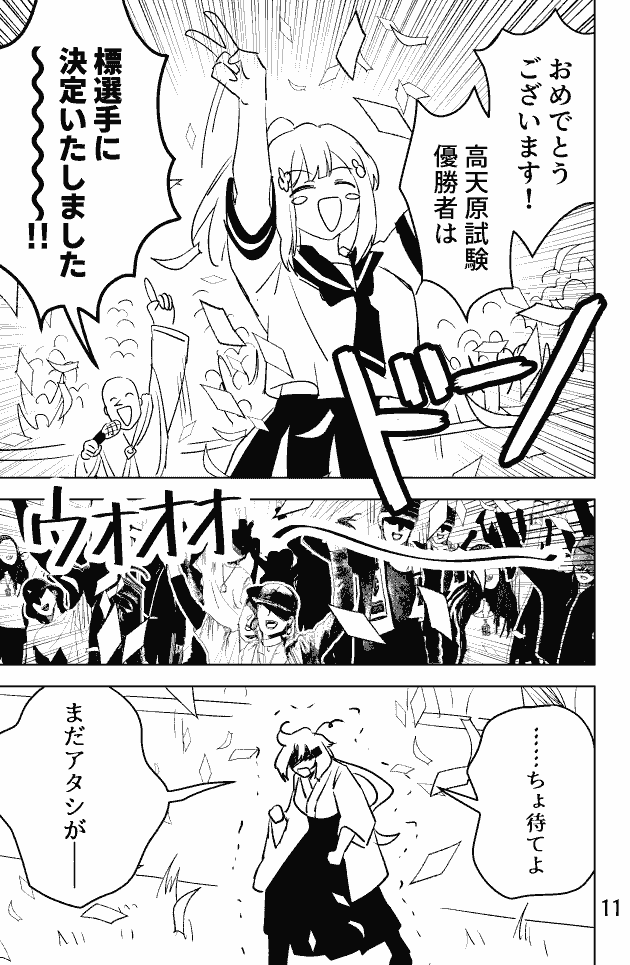 おめでとう
ございます！
高天原試験
優勝者は
標選手に
決定いたしました
〜〜〜〜〜〜!!
ドーン
ウオオオー
……ちょ待てよ
まだアタシが――
11